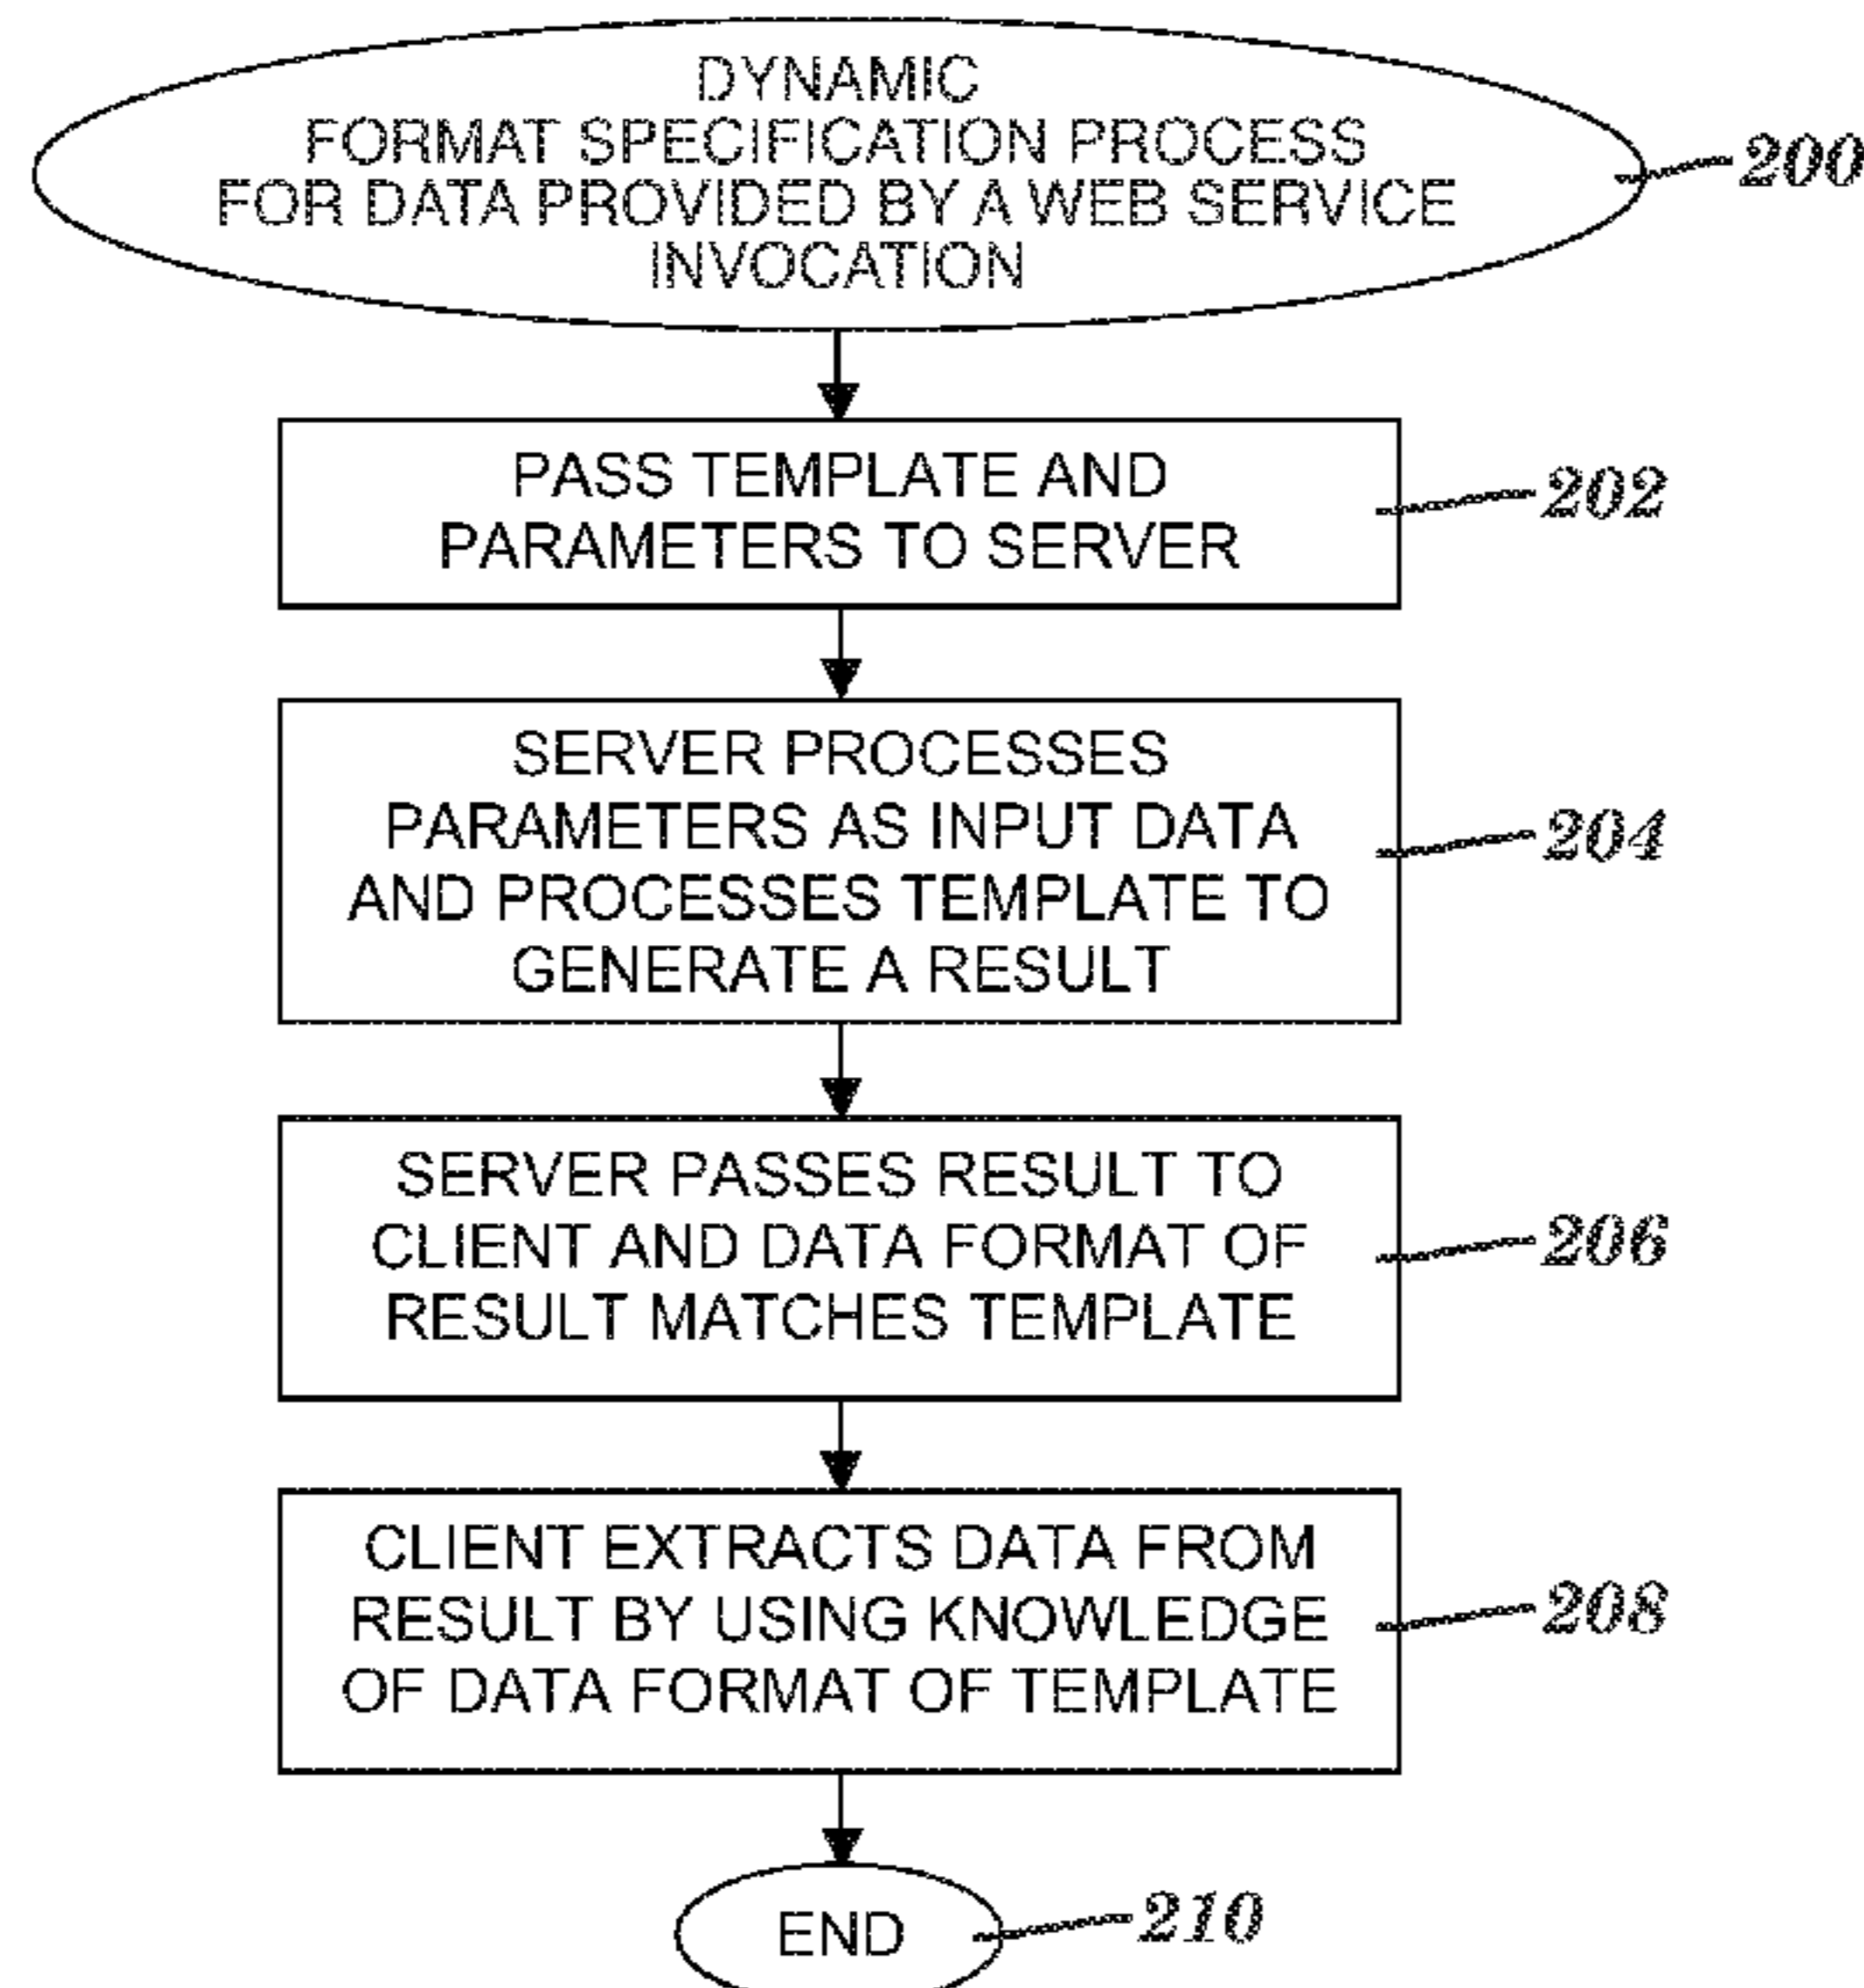 DYNAMIC
FORMAT SPECIFICATION PROCESS
FOR DATA PROVIDED BY A WEB SERVICE
INVOCATION
200
PASS TEMPLATE AND
PARAMETERS TO SERVER
202
SERVER PROCESSES
PARAMETERS AS INPUT DATA
AND PROCESSES TEMPLATE TO
GENERATE A RESULT
204
SERVER PASSES RESULT TO
CLIENT AND DATA FORMAT OF
RESULT MATCHES TEMPLATE
206
CLIENT EXTRACTS DATA FROM
RESULT BY USING KNOWLEDGE
OF DATA FORMAT OF TEMPLATE
208
END
210